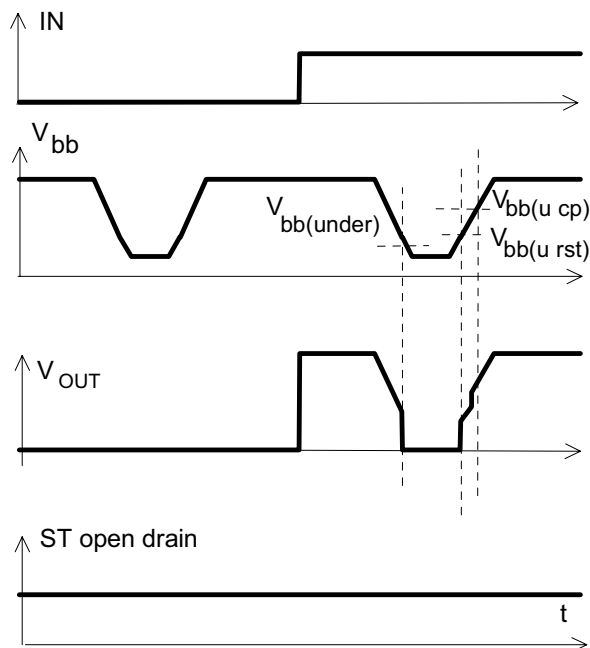 IN
V bb
V bb(under)
V bb(u cp)
V bb(u rst)
V OUT
ST open drain
t